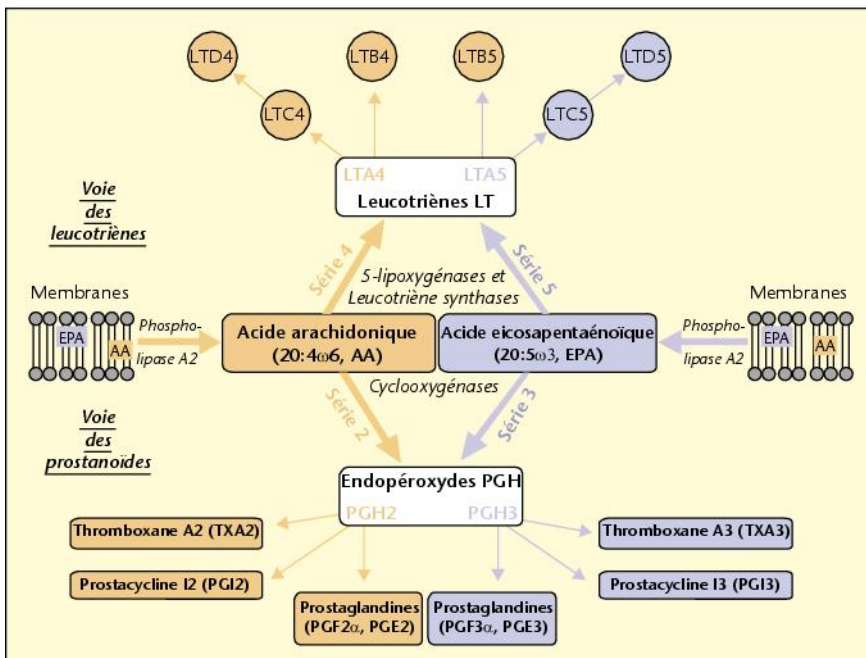 LTD4
LTB4
LTB5
LTD5
LTC4
LTC5
LTA4
LTA5
Leucotriènes LT
Voie
des
leucotriènes
Série 4
Série 5
5-lipoxygénases et
Leucotriène synthases
Membranes
EPA
AA
Phospho-
lipase A2
Acide arachidonique
(20:4ω6, AA)
Acide eicosapentaénoïque
(20:5ω3, EPA)
Phospho-
lipase A2
Membranes
EPA
AA
Cyclooxygénases
Série 2
Série 3
Voie
des
prostanoïdes
Endopéroxydes PGH
PGH2
PGH3
Thromboxane A2 (TXA2)
Thromboxane A3 (TXA3)
Prostacycline I2 (PGI2)
Prostacycline I3 (PGI3)
Prostaglandines
(PGF2α, PGE2)
Prostaglandines
(PGF3α, PGE3)